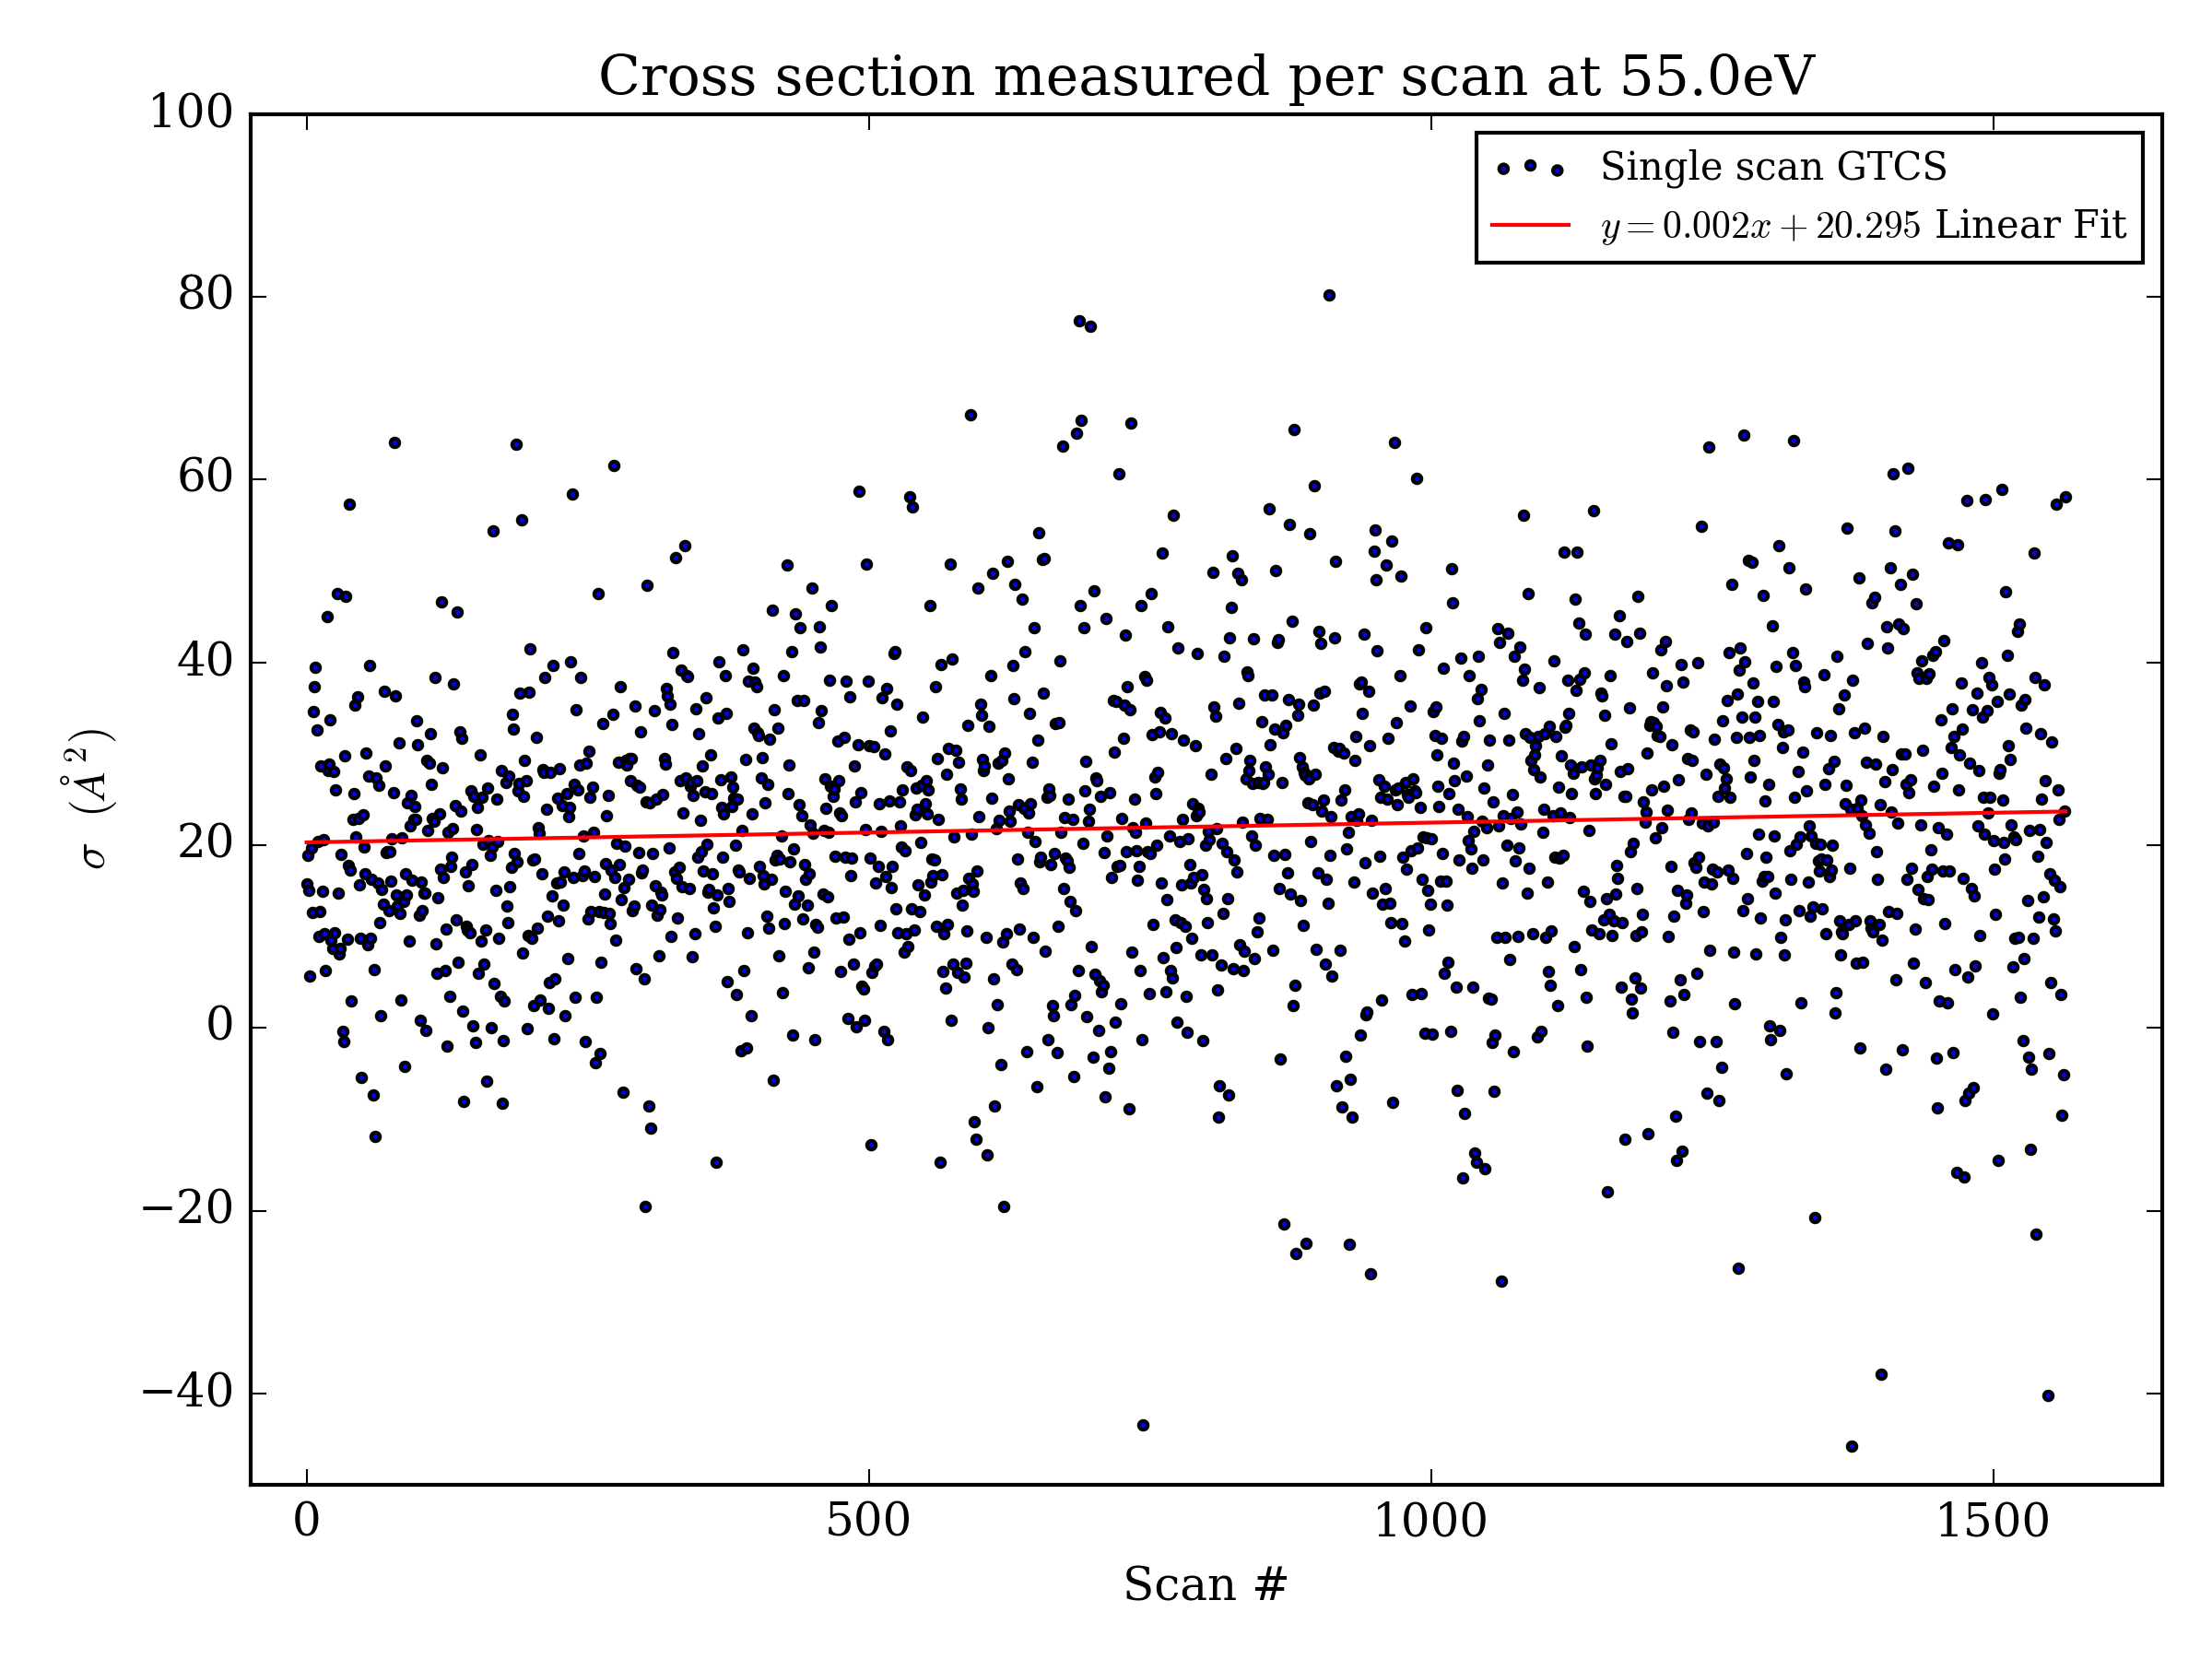 Cross section measured per scan at 55.0eV
Single scan GTCS
y = 0.002x + 20.295 Linear Fit
100
80
60
40
20
0
−20
−40
σ (Å²)
0 500 1000 1500
Scan #